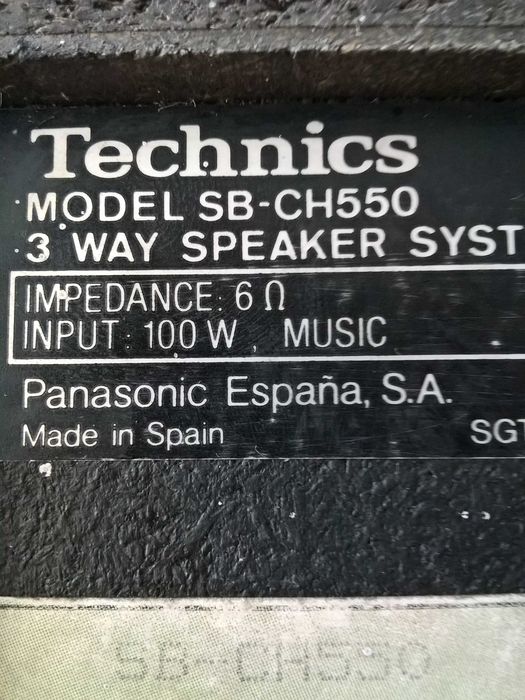 Technics
MODEL SB-CH550
3 WAY SPEAKER SYST
IMPEDANCE: 6 Ω
INPUT: 100 W, MUSIC
Panasonic España, S.A.
Made in Spain SGT
SB-CH550